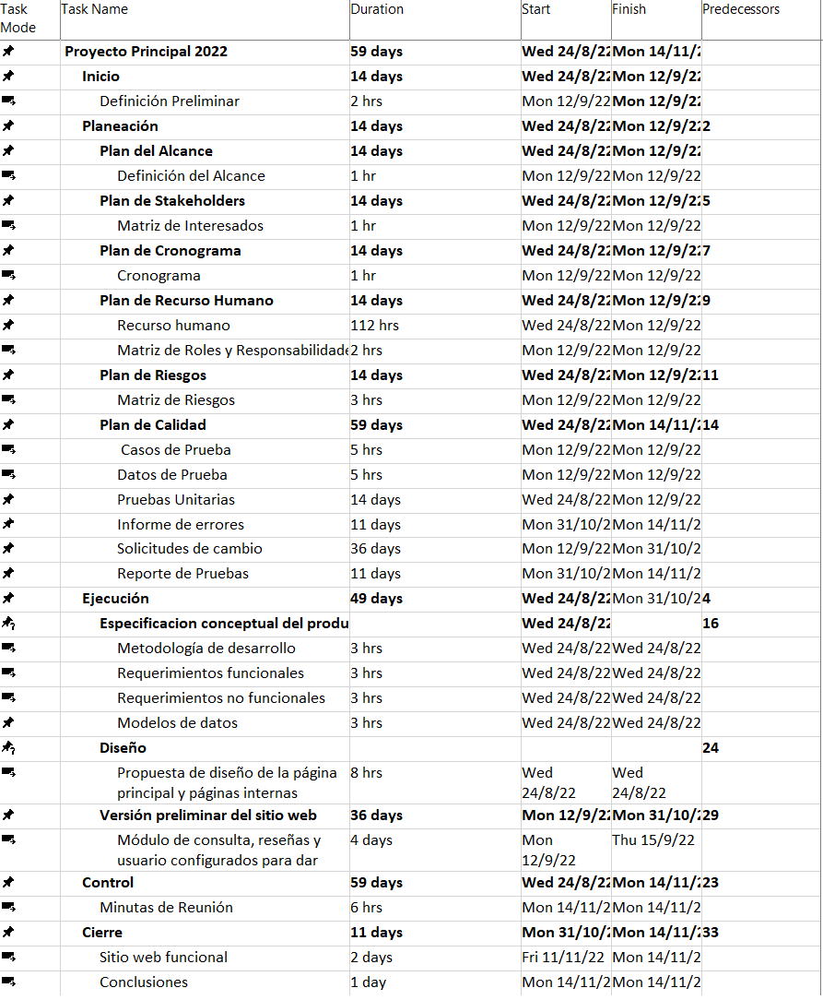 Task Mode Task Name Duration Start Finish Predecessors
Proyecto Principal 2022 59 days Wed 24/8/22 Mon 14/11/2
Inicio 14 days Wed 24/8/22 Mon 12/9/22
Definición Preliminar 2 hrs Mon 12/9/22 Mon 12/9/22
Planeación 14 days Wed 24/8/22 Mon 12/9/22 2
Plan del Alcance 14 days Wed 24/8/22 Mon 12/9/22
Definición del Alcance 1 hr Mon 12/9/22 Mon 12/9/22
Plan de Stakeholders 14 days Wed 24/8/22 Mon 12/9/22 5
Matriz de Interesados 1 hr Mon 12/9/22 Mon 12/9/22
Plan de Cronograma 14 days Wed 24/8/22 Mon 12/9/22 7
Cronograma 1 hr Mon 12/9/22 Mon 12/9/22
Plan de Recurso Humano 14 days Wed 24/8/22 Mon 12/9/22 9
Recurso humano 112 hrs Wed 24/8/22 Mon 12/9/22
Matriz de Roles y Responsabilidade 2 hrs Mon 12/9/22 Mon 12/9/22
Plan de Riesgos 14 days Wed 24/8/22 Mon 12/9/22 11
Matriz de Riesgos 3 hrs Mon 12/9/22 Mon 12/9/22
Plan de Calidad 59 days Wed 24/8/22 Mon 14/11/2 14
Casos de Prueba 5 hrs Mon 12/9/22 Mon 12/9/22
Datos de Prueba 5 hrs Mon 12/9/22 Mon 12/9/22
Pruebas Unitarias 14 days Wed 24/8/22 Mon 12/9/22
Informe de errores 11 days Mon 31/10/2 Mon 14/11/2
Solicitudes de cambio 36 days Mon 12/9/22 Mon 31/10/2
Reporte de Pruebas 11 days Mon 31/10/2 Mon 14/11/2
Ejecución 49 days Wed 24/8/22 Mon 31/10/2 4
Especificacion conceptual del produ Wed 24/8/22 16
Metodología de desarrollo 3 hrs Wed 24/8/22 Wed 24/8/22
Requerimientos funcionales 3 hrs Wed 24/8/22 Wed 24/8/22
Requerimientos no funcionales 3 hrs Wed 24/8/22 Wed 24/8/22
Modelos de datos 3 hrs Wed 24/8/22 Wed 24/8/22
Diseño 24
Propuesta de diseño de la página 8 hrs Wed Wed
principal y páginas internas 24/8/22 24/8/22
Versión preliminar del sitio web 36 days Mon 12/9/22 Mon 31/10/2 29
Módulo de consulta, reseñas y 4 days Mon Thu 15/9/22
usuario configurados para dar 12/9/22
Control 59 days Wed 24/8/22 Mon 14/11/2 23
Minutas de Reunión 6 hrs Mon 14/11/2 Mon 14/11/2
Cierre 11 days Mon 31/10/2 Mon 14/11/2 33
Sitio web funcional 2 days Fri 11/11/22 Mon 14/11/2
Conclusiones 1 day Mon 14/11/2 Mon 14/11/2